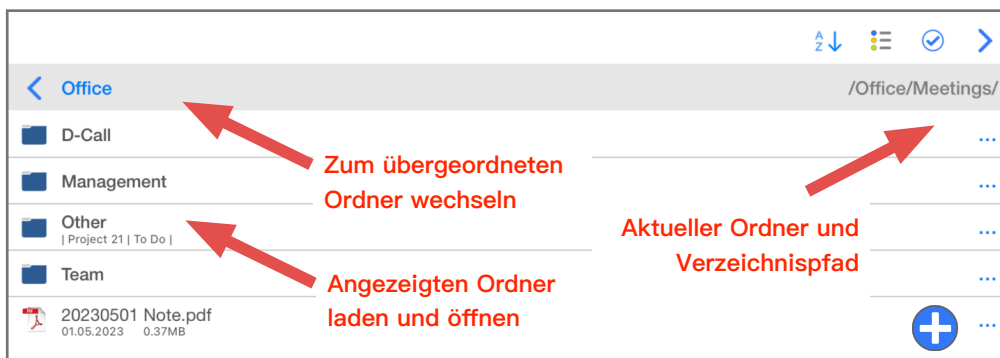 A
Z
Office
/Office/Meetings/
D-Call
...
Zum übergeordneten
Ordner wechseln
Management
...
Other
| Project 21 | To Do |
...
Aktueller Ordner und
Verzeichnispfad
Team
...
Angezeigten Ordner
laden und öffnen
20230501 Note.pdf
01.05.2023 0.37MB
...